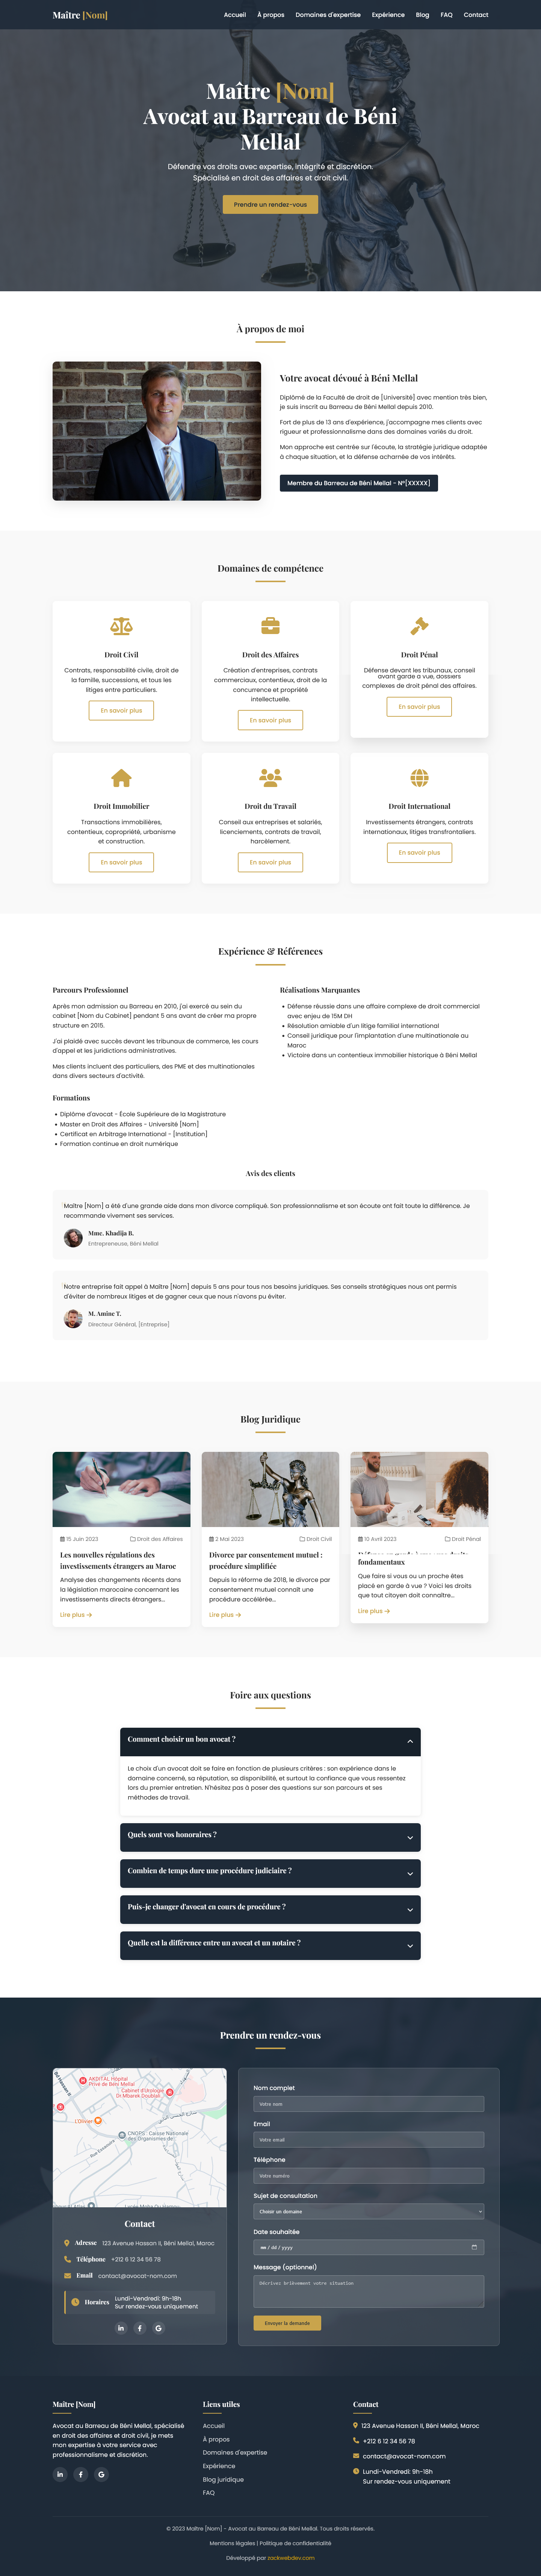 Maître [Nom]
Accueil
À propos
Domaines d'expertise
Expérience
Blog
FAQ
Contact
Maître [Nom]
Avocat au Barreau de Béni
Mellal
Défendre vos droits avec expertise, intégrité et discrétion.
Spécialisé en droit des affaires et droit civil.
Prendre un rendez-vous
À propos de moi
Votre avocat dévoué à Béni Mellal
Diplômé de la Faculté de droit de [Université] avec mention très bien,
je suis inscrit au Barreau de Béni Mellal depuis 2010.
Fort de plus de 13 ans d'expérience, j'accompagne mes clients avec
rigueur et professionnalisme dans des domaines variés du droit.
Mon approche est centrée sur l'écoute, la stratégie juridique adaptée
à chaque situation, et la défense acharnée de vos intérêts.
Membre du Barreau de Béni Mellal - N°[XXXXX]
Domaines de compétence
Droit Civil
Contrats, responsabilité civile, droit de
la famille, successions, et tous les
litiges entre particuliers.
En savoir plus
Droit des Affaires
Création d'entreprises, contrats
commerciaux, contentieux, droit de la
concurrence et propriété
intellectuelle.
En savoir plus
Droit Pénal
Défense devant les tribunaux, conseil
avant garde à vue, dossiers
complexes de droit pénal des affaires.
En savoir plus
Droit Immobilier
Transactions immobilières,
contentieux, copropriété, urbanisme
et construction.
En savoir plus
Droit du Travail
Conseil aux entreprises et salariés,
licenciements, contrats de travail,
harcèlement.
En savoir plus
Droit International
Investissements étrangers, contrats
internationaux, litiges transfrontaliers.
En savoir plus
Expérience & Références
Parcours Professionnel
Après mon admission au Barreau en 2010, j'ai exercé au sein du
cabinet [Nom du Cabinet] pendant 5 ans avant de créer ma propre
structure en 2015.
J'ai plaidé avec succès devant les tribunaux de commerce, les cours
d'appel et les juridictions administratives.
Mes clients incluent des particuliers, des PME et des multinationales
dans divers secteurs d'activité.
Formations
Diplôme d'avocat - École Supérieure de la Magistrature
Master en Droit des Affaires - Université [Nom]
Certificat en Arbitrage International - [Institution]
Formation continue en droit numérique
Réalisations Marquantes
Défense réussie dans une affaire complexe de droit commercial
avec enjeu de 15M DH
Résolution amiable d'un litige familial international
Conseil juridique pour l'implantation d'une multinationale au
Maroc
Victoire dans un contentieux immobilier historique à Béni Mellal
Avis des clients
Maître [Nom] a été d'une grande aide dans mon divorce compliqué. Son professionnalisme et son écoute ont fait toute la différence. Je
recommande vivement ses services.
Mme. Khadija B.
Entrepreneuse, Béni Mellal
Notre entreprise fait appel à Maître [Nom] depuis 5 ans pour tous nos besoins juridiques. Ses conseils stratégiques nous ont permis
d'éviter de nombreux litiges et de gagner ceux que nous n'avons pu éviter.
M. Amine T.
Directeur Général, [Entreprise]
Blog Juridique
15 Juin 2023
Droit des Affaires
Les nouvelles régulations des
investissements étrangers au Maroc
Analyse des changements récents dans
la législation marocaine concernant les
investissements directs étrangers...
Lire plus
2 Mai 2023
Droit Civil
Divorce par consentement mutuel :
procédure simplifiée
Depuis la réforme de 2018, le divorce par
consentement mutuel connaît une
procédure accélérée...
Lire plus
10 Avril 2023
Droit Pénal
fondamentaux
Que faire si vous ou un proche êtes
placé en garde à vue ? Voici les droits
que tout citoyen doit connaître...
Lire plus
Foire aux questions
Comment choisir un bon avocat ?
Le choix d'un avocat doit se faire en fonction de plusieurs critères : son expérience dans le
domaine concerné, sa réputation, sa disponibilité, et surtout la confiance que vous ressentez
lors du premier entretien. N'hésitez pas à poser des questions sur son parcours et ses
méthodes de travail.
Quels sont vos honoraires ?
Combien de temps dure une procédure judiciaire ?
Puis-je changer d'avocat en cours de procédure ?
Quelle est la différence entre un avocat et un notaire ?
Prendre un rendez-vous
AKDITAL Hôpital
Privé de Béni Mellal
Cabinet d'Urologie
Dr Mbarek Doublali
L'Olivier
CNOPS : Caisse Nationale
des Organismes de
Contact
Adresse
123 Avenue Hassan II, Béni Mellal, Maroc
Téléphone
+212 6 12 34 56 78
Email
contact@avocat-nom.com
Horaires
Lundi-Vendredi: 9h-18h
Sur rendez-vous uniquement
Nom complet
Votre nom
Email
Votre email
Téléphone
Votre numéro
Sujet de consultation
Choisir un domaine
Date souhaitée
mm / dd / yyyy
Message (optionnel)
Décrivez brièvement votre situation
Envoyer la demande
Maître [Nom]
Avocat au Barreau de Béni Mellal, spécialisé
en droit des affaires et droit civil, je mets
mon expertise à votre service avec
professionnalisme et discrétion.
Liens utiles
Accueil
À propos
Domaines d'expertise
Expérience
Blog juridique
FAQ
Contact
123 Avenue Hassan II, Béni Mellal, Maroc
+212 6 12 34 56 78
contact@avocat-nom.com
Lundi-Vendredi: 9h-18h
Sur rendez-vous uniquement
© 2023 Maître [Nom] - Avocat au Barreau de Béni Mellal. Tous droits réservés.
Mentions légales | Politique de confidentialité
Développé par zackwebdev.com